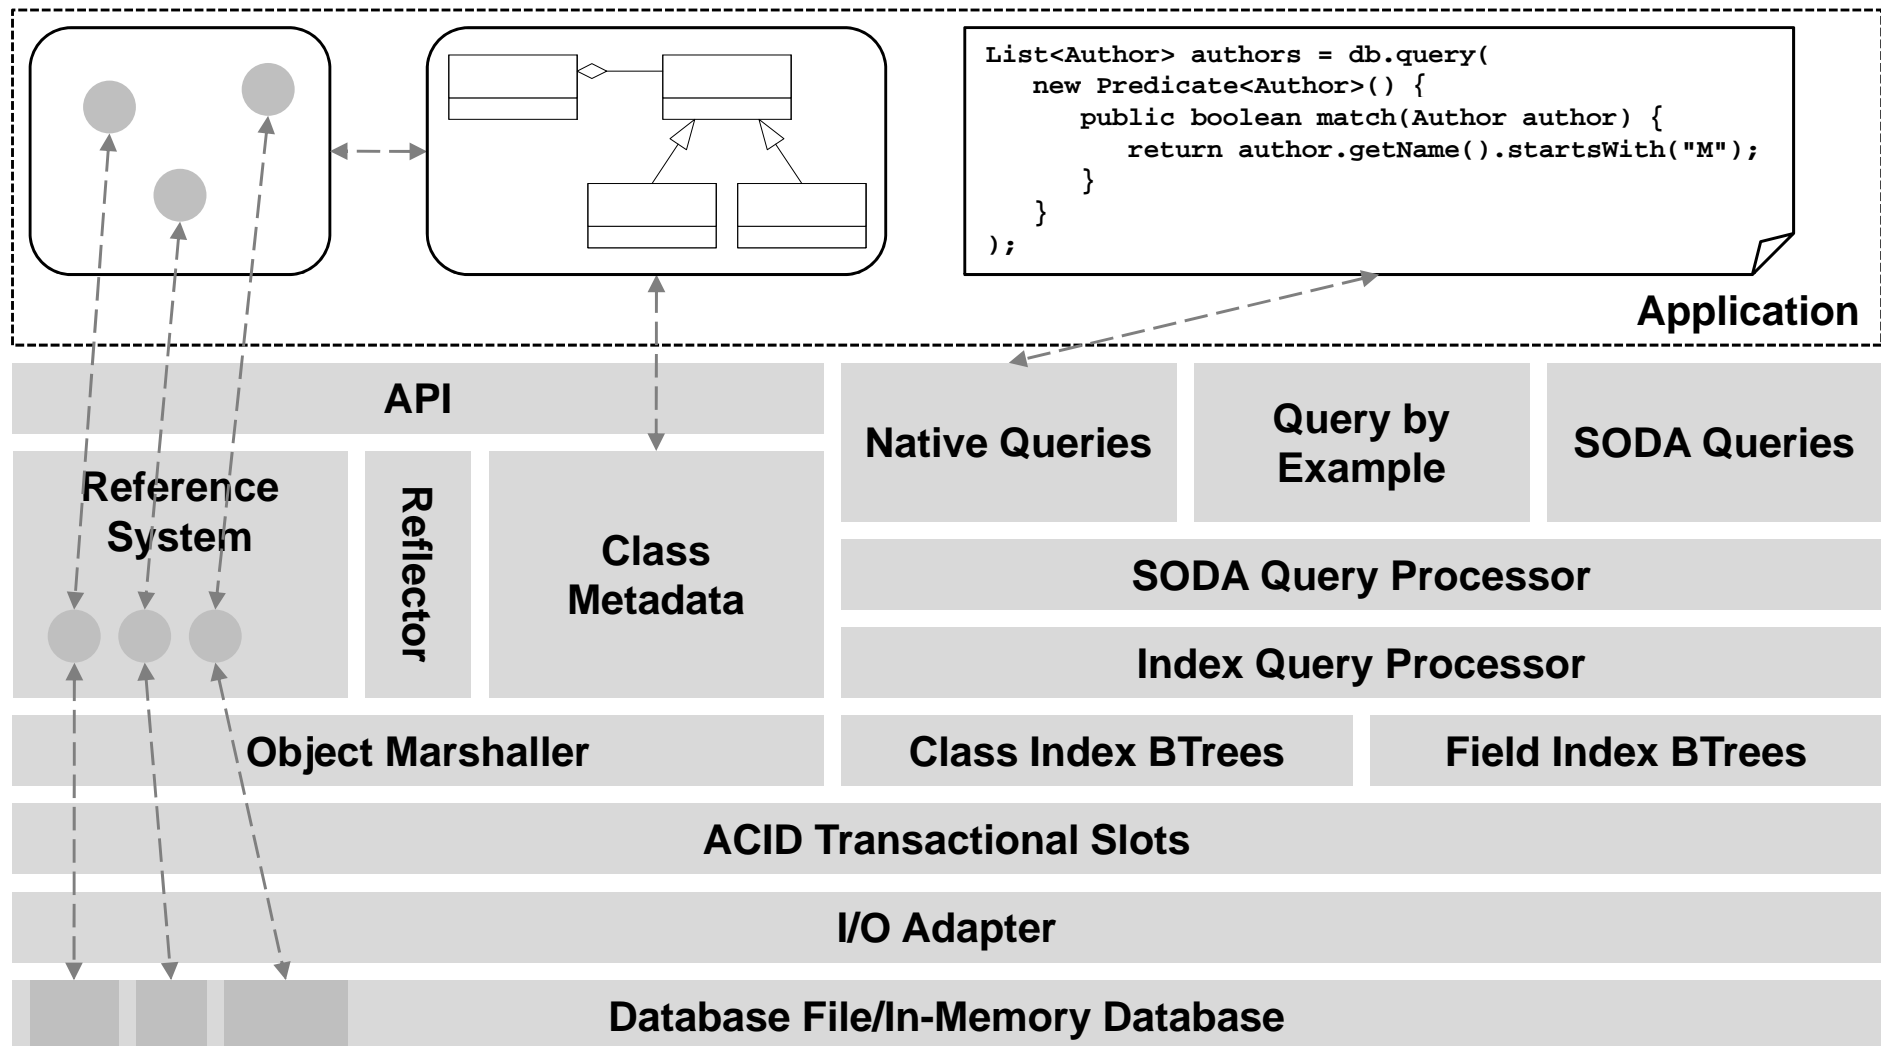 List<Author> authors = db.query(
new Predicate<Author>() {
public boolean match(Author author) {
return author.getName().startsWith("M");
}
}
);
Application
API
Native Queries
Query by
Example
SODA Queries
Reference
System
Reflector
Class
Metadata
SODA Query Processor
Index Query Processor
Object Marshaller
Class Index BTrees
Field Index BTrees
ACID Transactional Slots
I/O Adapter
Database File/In-Memory Database